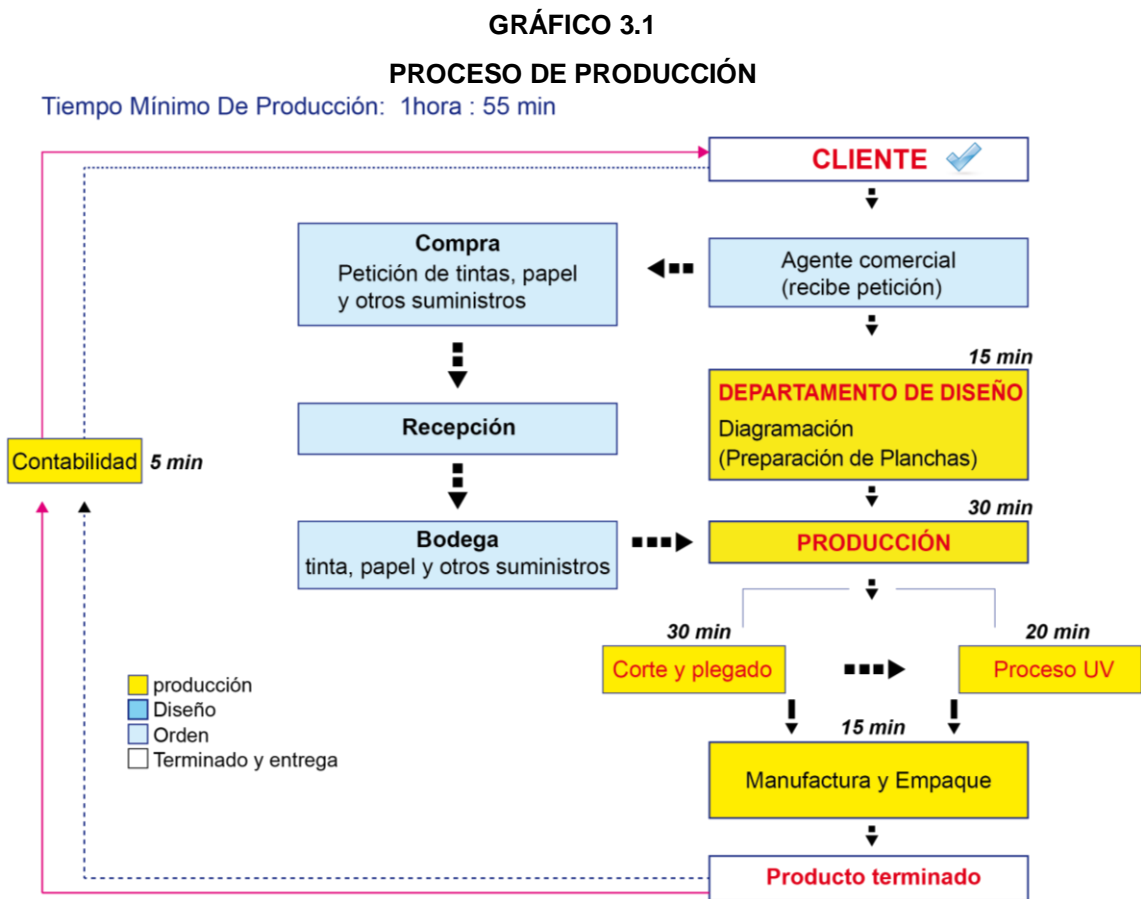 GRÁFICO 3.1
PROCESO DE PRODUCCIÓN
Tiempo Mínimo De Producción: 1hora : 55 min
CLIENTE
Compra
Petición de tintas, papel
y otros suministros
Agente comercial
(recibe petición)
15 min
DEPARTAMENTO DE DISEÑO
Diagramación
(Preparación de Planchas)
Recepción
Contabilidad 5 min
30 min
Bodega
tinta, papel y otros suministros
PRODUCCIÓN
30 min
Corte y plegado
20 min
Proceso UV
producción
Diseño
Orden
Terminado y entrega
15 min
Manufactura y Empaque
Producto terminado